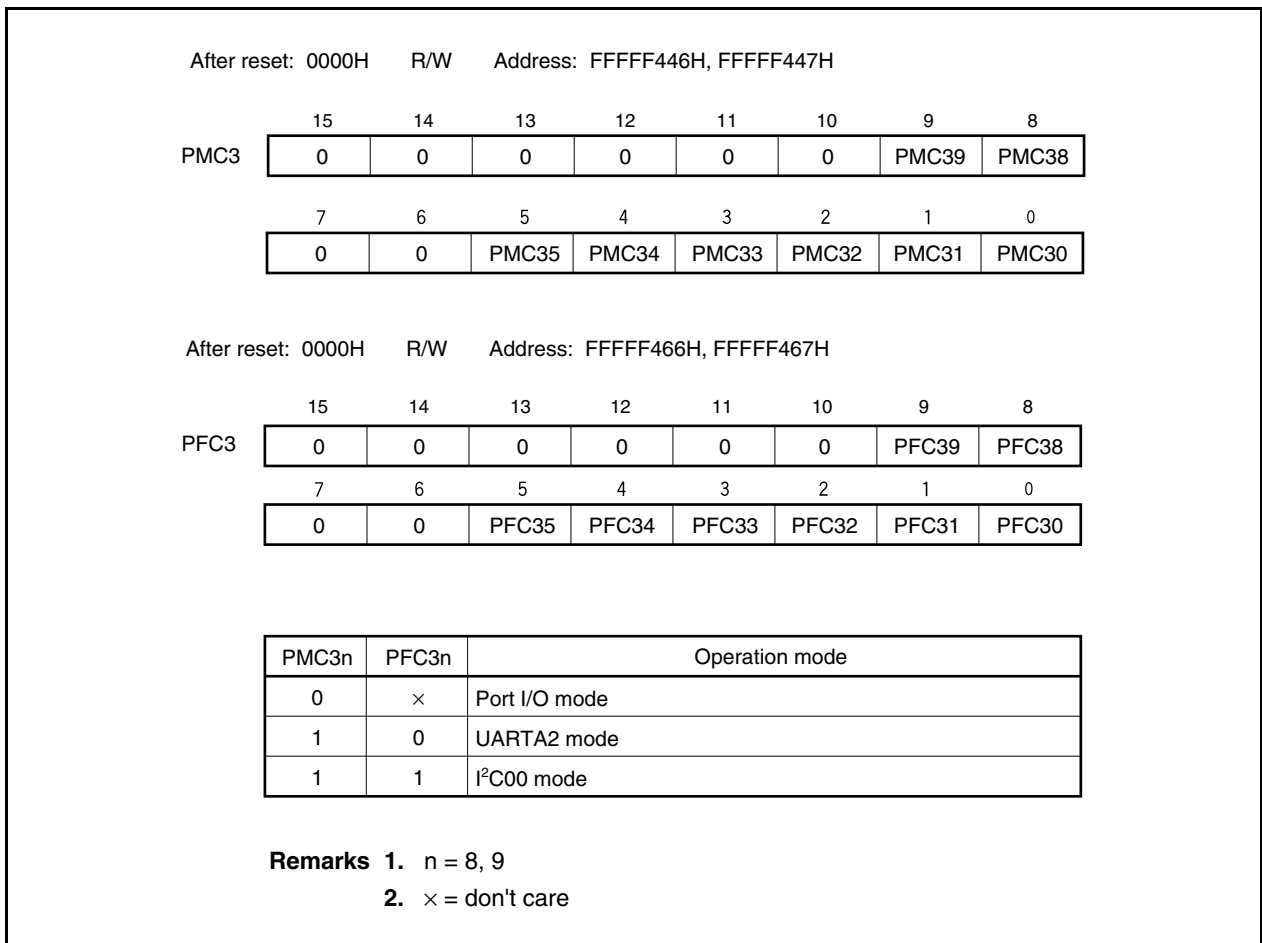 After reset: 0000H R/W Address: FFFFF446H, FFFFF447H
15 14 13 12 11 10 9 8
PMC3 0 0 0 0 0 0 PMC39 PMC38
7 6 5 4 3 2 1 0
0 0 PMC35 PMC34 PMC33 PMC32 PMC31 PMC30
After reset: 0000H R/W Address: FFFFF466H, FFFFF467H
15 14 13 12 11 10 9 8
PFC3 0 0 0 0 0 0 PFC39 PFC38
7 6 5 4 3 2 1 0
0 0 PFC35 PFC34 PFC33 PFC32 PFC31 PFC30
PMC3n PFC3n Operation mode
0 × Port I/O mode
1 0 UARTA2 mode
1 1 I²C00 mode
Remarks 1. n = 8, 9
2. × = don't care